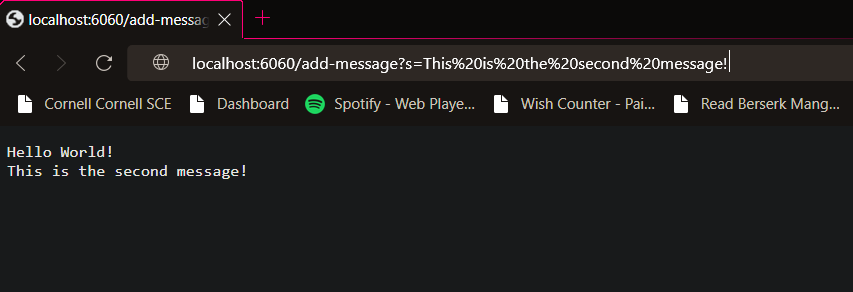 localhost:6060/add-messag
localhost:6060/add-message?s=This%20is%20the%20second%20message!
Cornell Cornell SCE
Dashboard
Spotify - Web Playe...
Wish Counter - Pai...
Read Berserk Mang...
Hello World!
This is the second message!